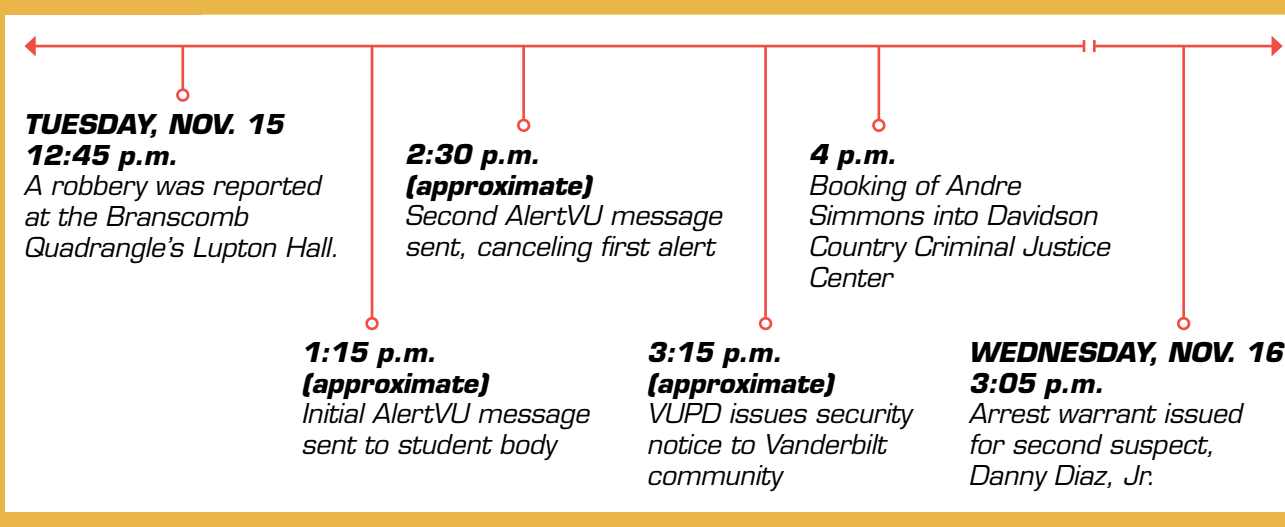 TUESDAY, NOV. 15
12:45 p.m.
A robbery was reported
at the Branscomb
Quadrangle's Lupton Hall.
1:15 p.m.
(approximate)
Initial AlertVU message
sent to student body
2:30 p.m.
(approximate)
Second AlertVU message
sent, canceling first alert
3:15 p.m.
(approximate)
VUPD issues security
notice to Vanderbilt
community
4 p.m.
Booking of Andre
Simmons into Davidson
Country Criminal Justice
Center
WEDNESDAY, NOV. 16
3:05 p.m.
Arrest warrant issued
for second suspect,
Danny Diaz, Jr.